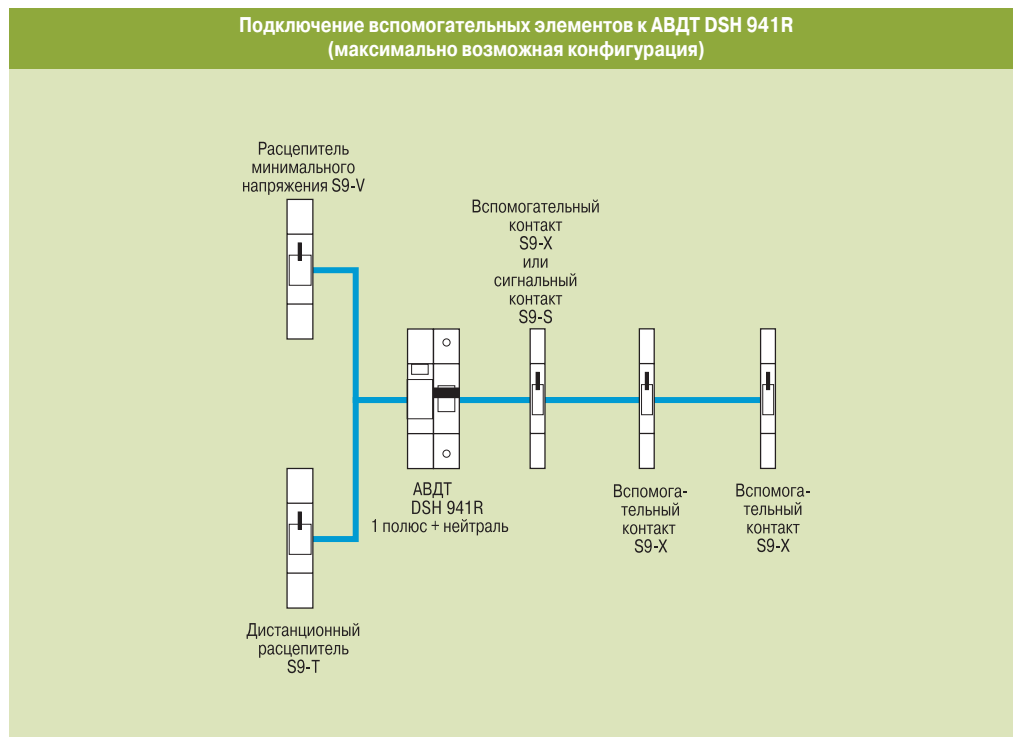 Подключение вспомогательных элементов к АВДТ DSH 941R
(максимально возможная конфигурация)
Расцепитель
минимального
напряжения S9-V
Вспомогательный
контакт
S9-X
или
сигнальный
контакт
S9-S
АВДТ
DSH 941R
1 полюс + нейтраль
Вспомога-
тельный
контакт
S9-X
Вспомога-
тельный
контакт
S9-X
Дистанционный
расцепитель
S9-T